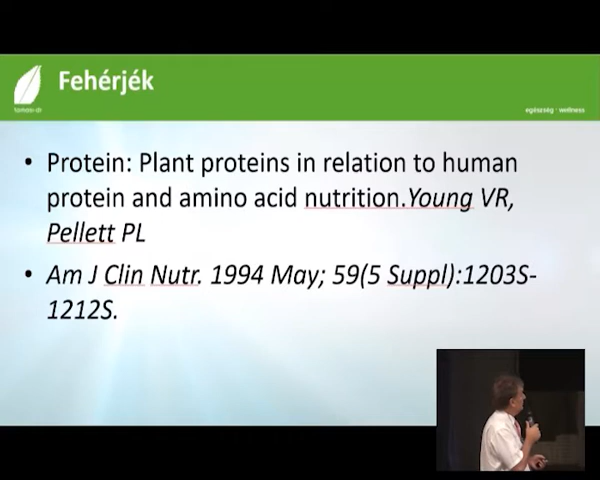 Fehérjék
egészség · wellness
Protein: Plant proteins in relation to human
protein and amino acid nutrition.Young VR,
Pellett PL
Am J Clin Nutr. 1994 May; 59(5 Suppl):1203S-
1212S.